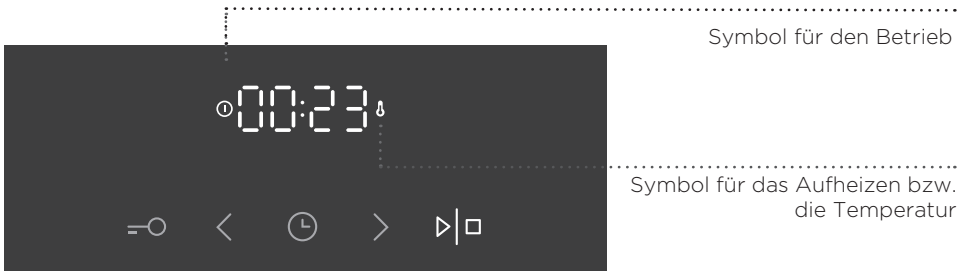 Symbol für den Betrieb
00:23
Symbol für das Aufheizen bzw.
die Temperatur